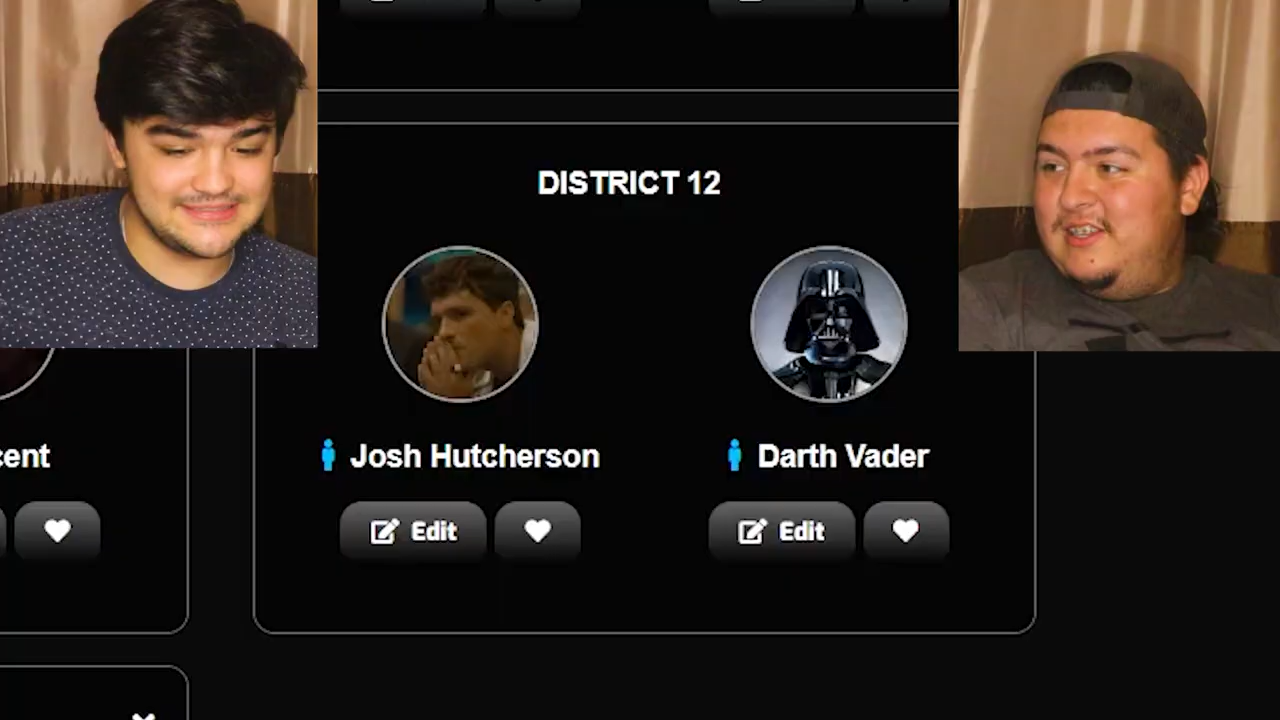 DISTRICT 12
cent
Josh Hutcherson
Darth Vader
Edit
Edit